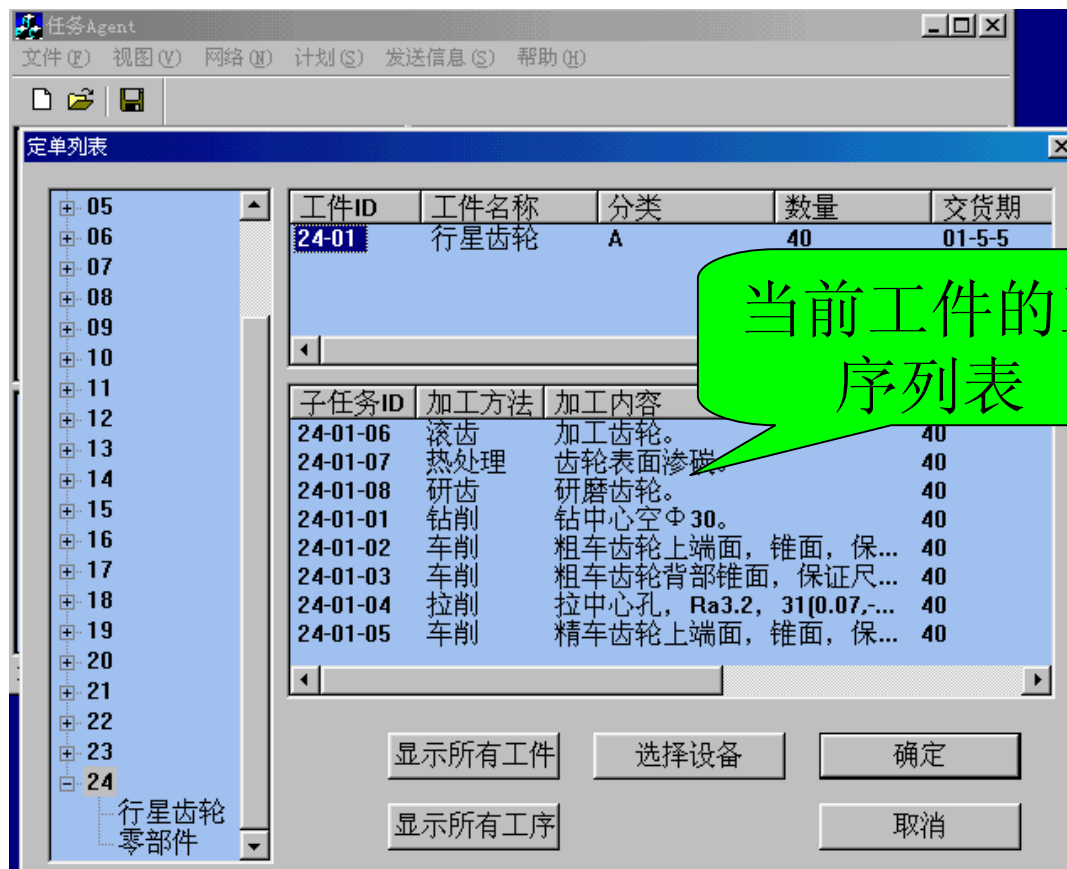 任务Agent
文件(F) 视图(V) 网络(N) 计划(S) 发送信息(S) 帮助(H)
定单列表
05
06
07
08
09
10
11
12
13
14
15
16
17
18
19
20
21
22
23
24
行星齿轮
零部件
工件ID 工件名称 分类 数量 交货期
24-01 行星齿轮 A 40 01-5-5
当前工件的
序列表
子任务ID 加工方法 加工内容
24-01-06 滚齿 加工齿轮。 40
24-01-07 热处理 齿轮表面渗碳。 40
24-01-08 研齿 研磨齿轮。 40
24-01-01 钻削 钻中心空Φ30。 40
24-01-02 车削 粗车齿轮上端面，锥面，保... 40
24-01-03 车削 粗车齿轮背部锥面，保证尺... 40
24-01-04 拉削 拉中心孔，Ra3.2，31(0.07,-... 40
24-01-05 车削 精车齿轮上端面，锥面，保... 40
显示所有工件 选择设备 确定
显示所有工序 取消